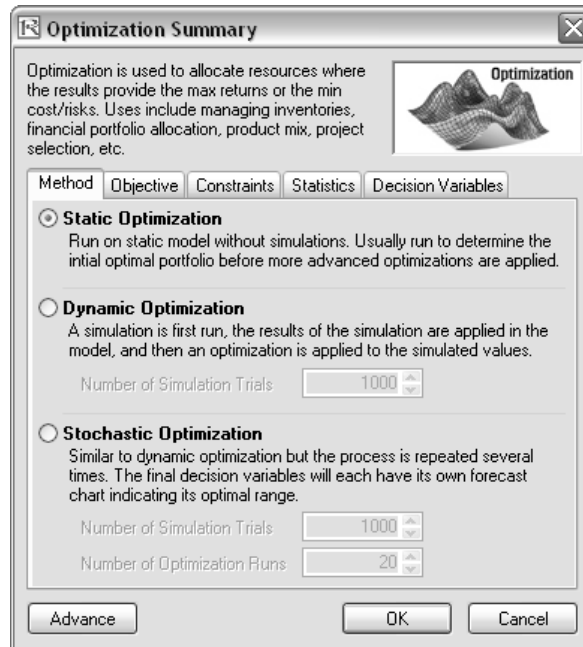 Optimization Summary
Optimization is used to allocate resources where
the results provide the max returns or the min
cost/risks. Uses include managing inventories,
financial portfolio allocation, product mix, project
selection, etc.
Optimization
Method Objective Constraints Statistics Decision Variables
Static Optimization
Run on static model without simulations. Usually run to determine the
intial optimal portfolio before more advanced optimizations are applied.
Dynamic Optimization
A simulation is first run, the results of the simulation are applied in the
model, and then an optimization is applied to the simulated values.
Number of Simulation Trials 1000
Stochastic Optimization
Similar to dynamic optimization but the process is repeated several
times. The final decision variables will each have its own forecast
chart indicating its optimal range.
Number of Simulation Trials 1000
Number of Optimization Runs 20
Advance OK Cancel